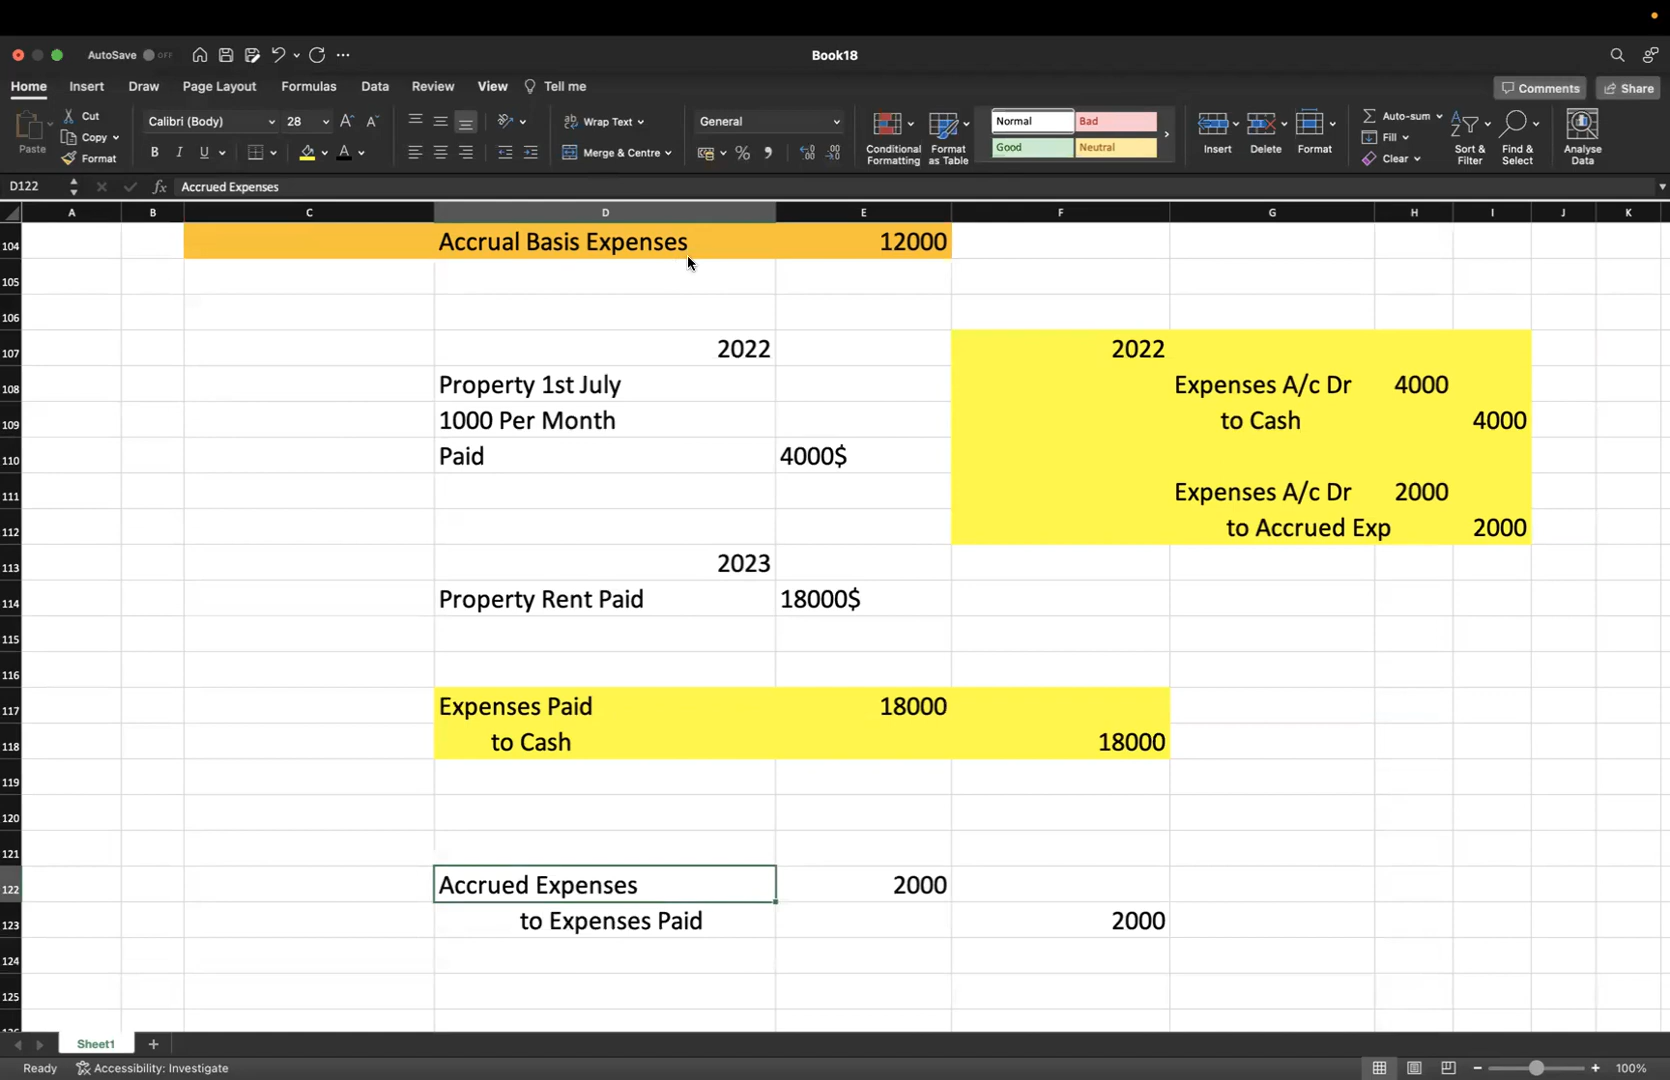 Book18
AutoSave OFF
Home Insert Draw Page Layout Formulas Data Review View Tell me
Comments Share
Paste
Cut
Copy
Format
Calibri (Body) 28
B I U
Wrap Text
Merge & Centre
General
Conditional Formatting
Format as Table
Normal Bad
Good Neutral
Insert Delete Format
Auto-sum
Fill
Clear
Sort & Filter
Find & Select
Analyse Data
D122 fx Accrued Expenses
A B C D E F G H I J K
104 Accrual Basis Expenses 12000
105
106
107 2022 2022
108 Property 1st July Expenses A/c Dr 4000
109 1000 Per Month to Cash 4000
110 Paid 4000$
111 Expenses A/c Dr 2000
112 to Accrued Exp 2000
113 2023
114 Property Rent Paid 18000$
115
116
117 Expenses Paid 18000
118 to Cash 18000
119
120
121
122 Accrued Expenses 2000
123 to Expenses Paid 2000
124
125
Sheet1
Ready Accessibility: Investigate 100%